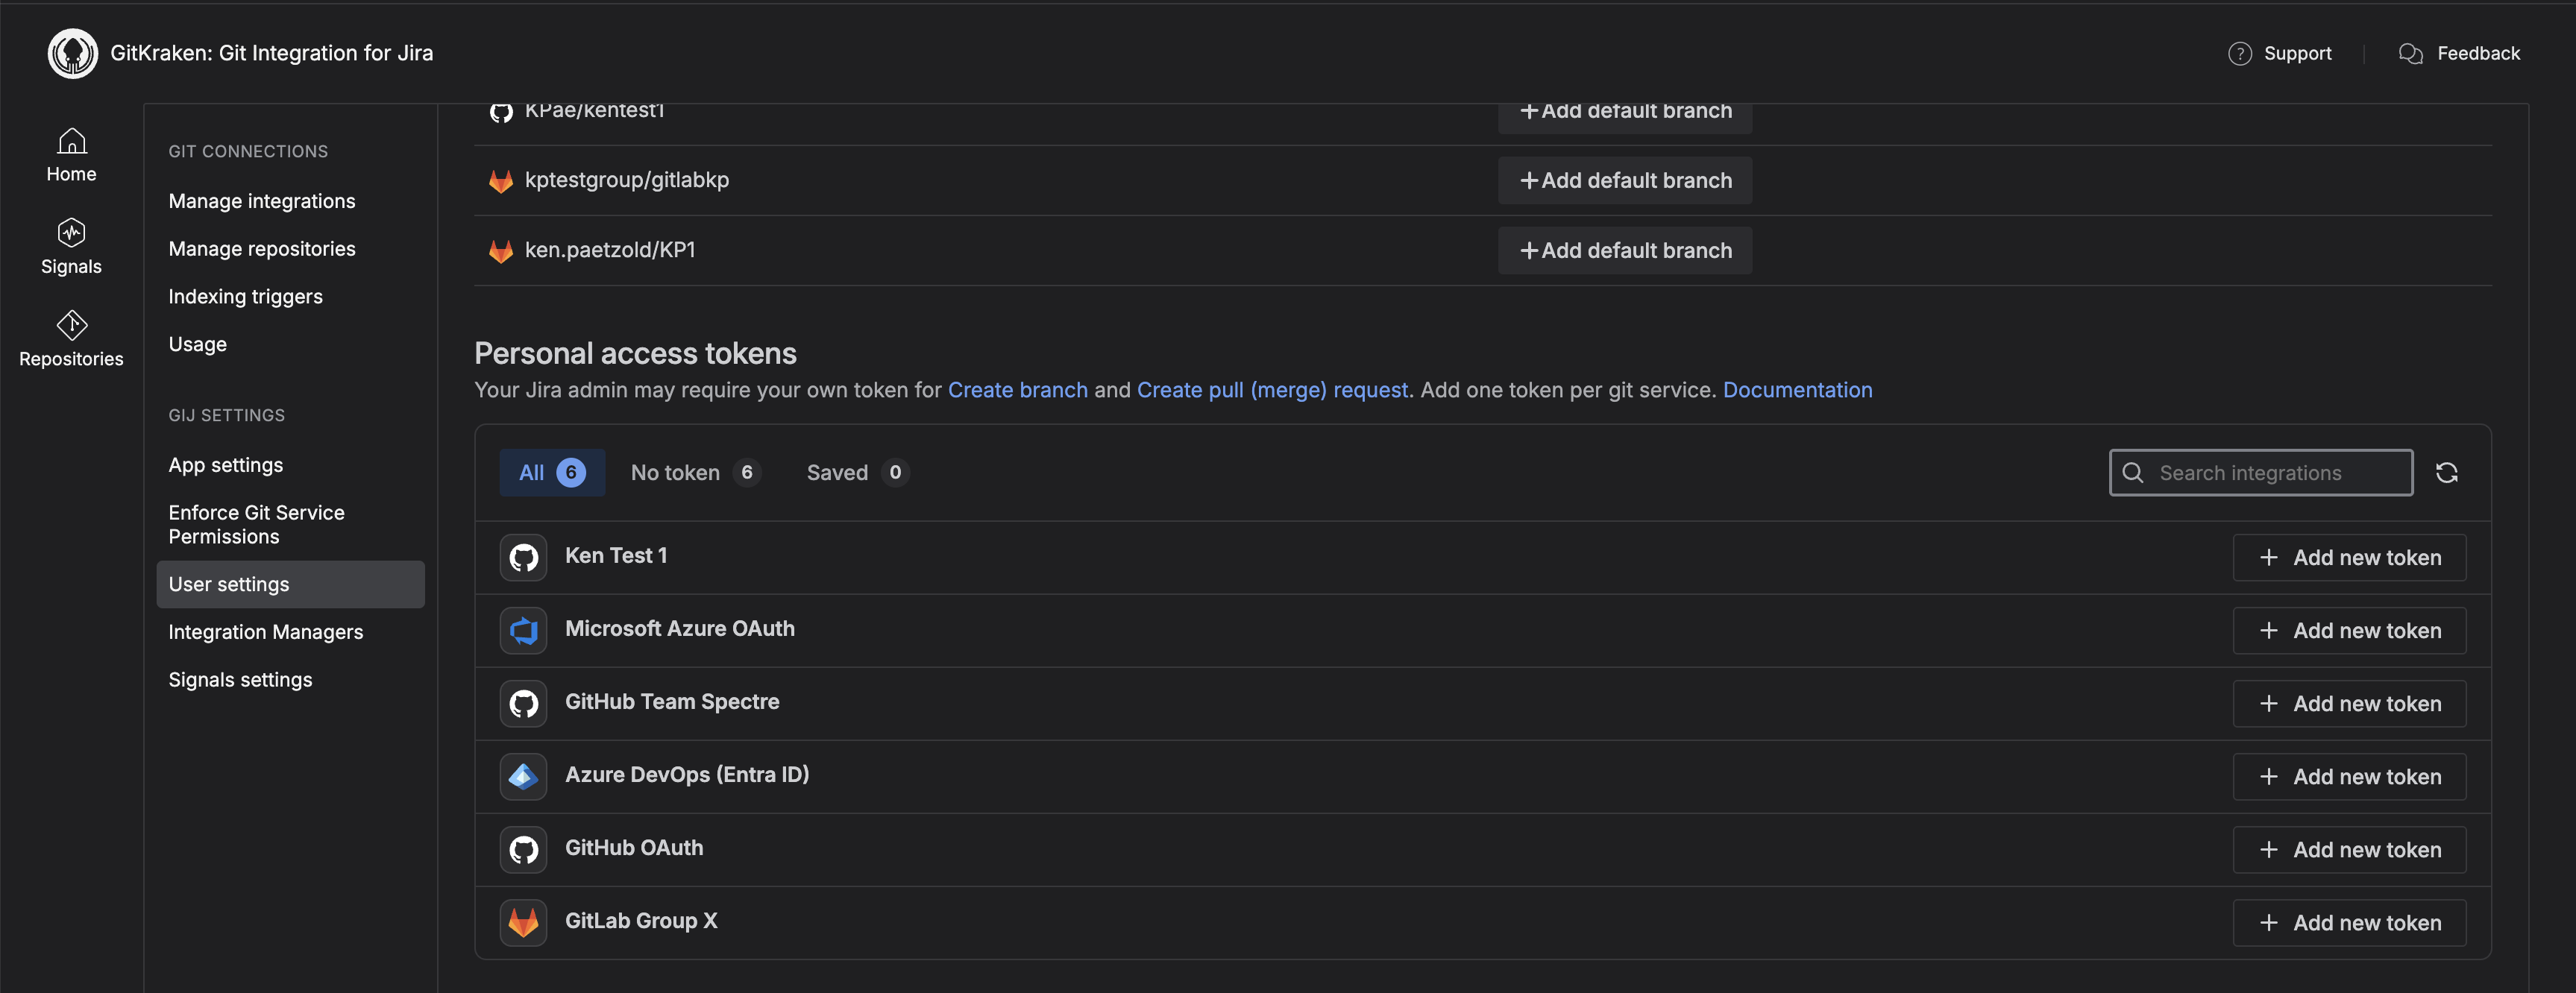 GitKraken: Git Integration for Jira
Support
Feedback
Home
Signals
Repositories
GIT CONNECTIONS
Manage integrations
Manage repositories
Indexing triggers
Usage
GIJ SETTINGS
App settings
Enforce Git Service
Permissions
User settings
Integration Managers
Signals settings
KPae/kentest1
+Add default branch
kptestgroup/gitlabkp
+Add default branch
ken.paetzold/KP1
+Add default branch
Personal access tokens
Your Jira admin may require your own token for Create branch and Create pull (merge) request. Add one token per git service. Documentation
All 6 No token 6 Saved 0 Search integrations
Ken Test 1 + Add new token
Microsoft Azure OAuth + Add new token
GitHub Team Spectre + Add new token
Azure DevOps (Entra ID) + Add new token
GitHub OAuth + Add new token
GitLab Group X + Add new token